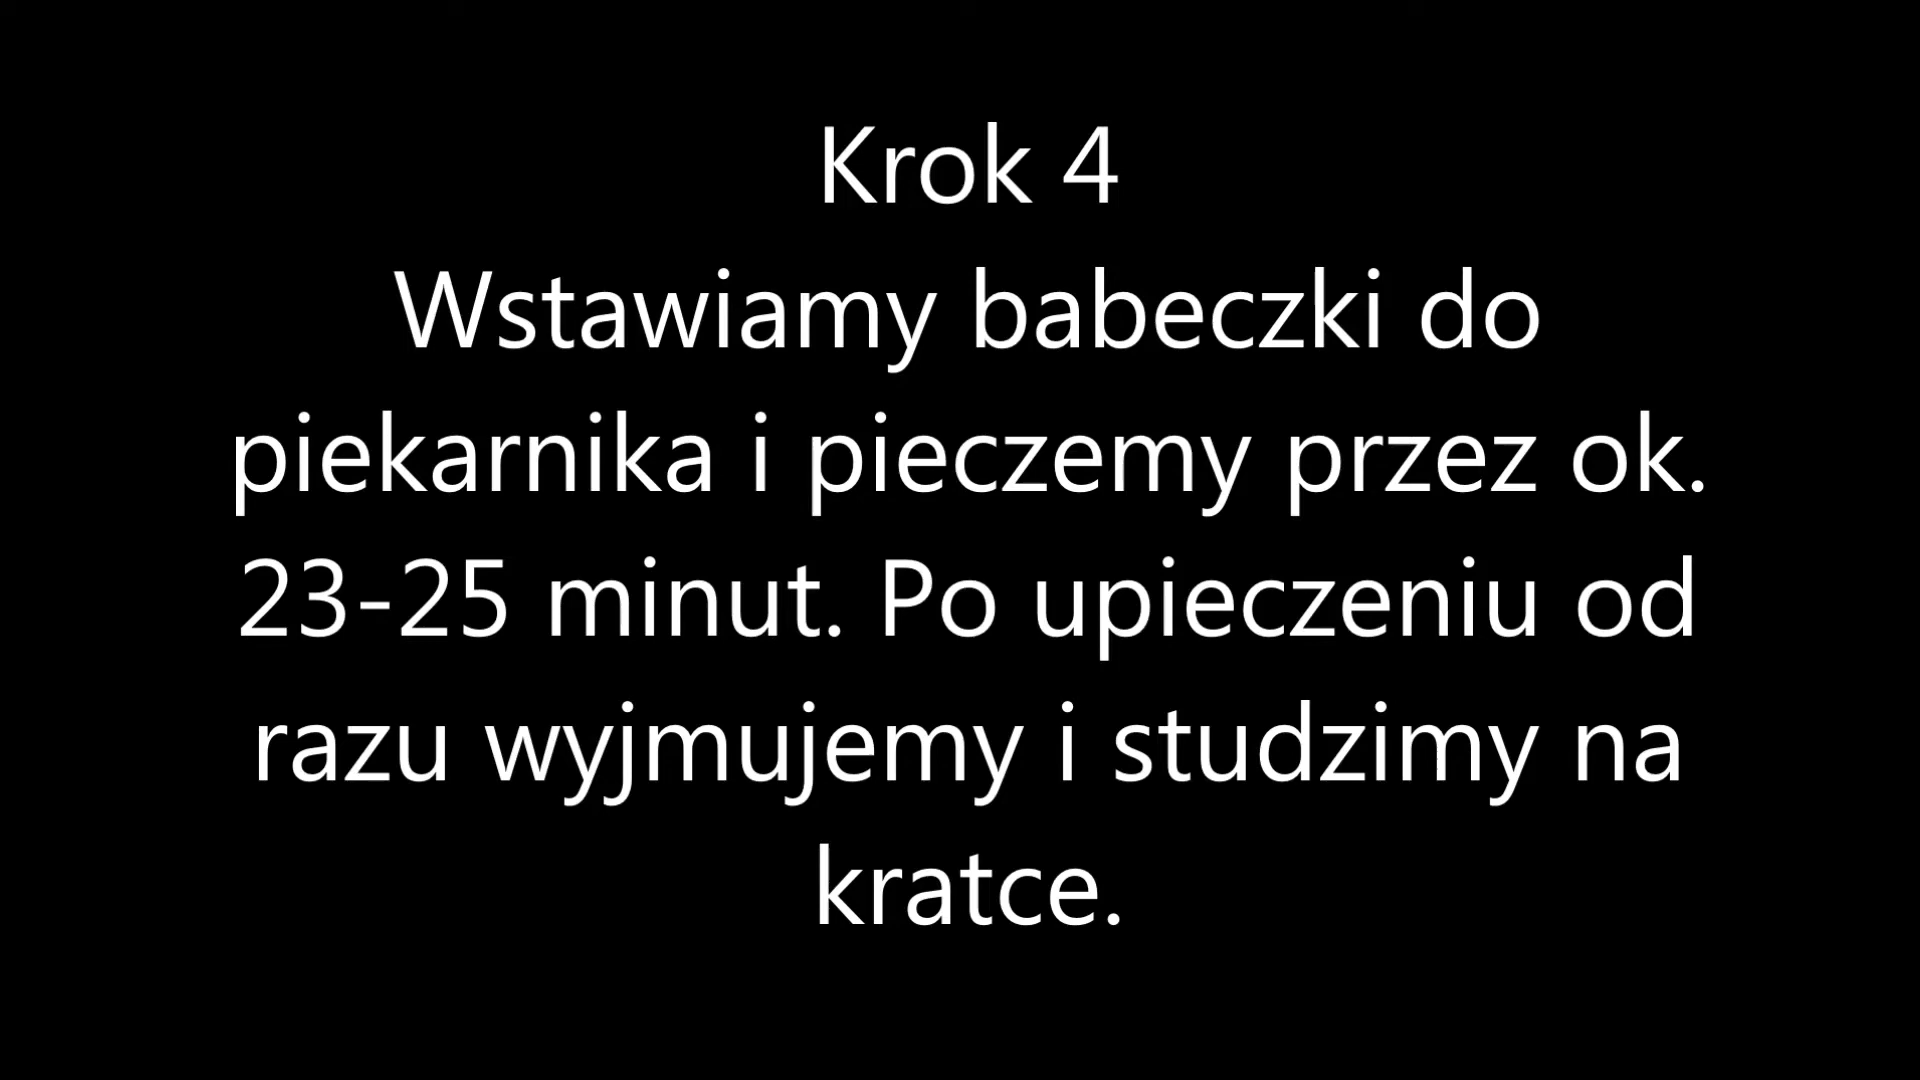 Krok 4
Wstawiamy babeczki do
piekarnika i pieczemy przez ok.
23-25 minut. Po upieczeniu od
razu wyjmujemy i studzimy na
kratce.